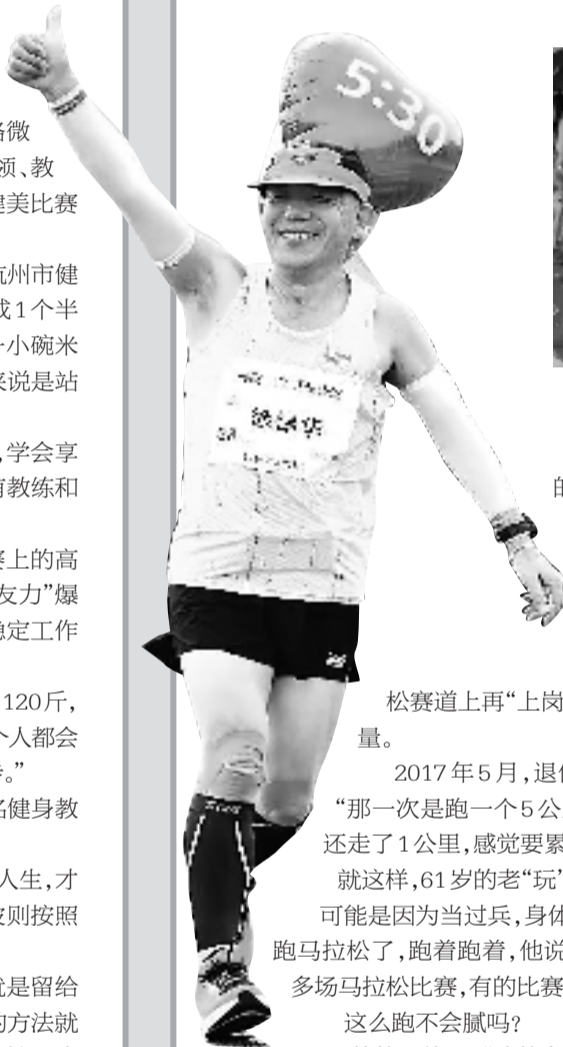 络微
领、教
健美比赛
杭州市健
成1个半
一小碗米
来说是站
,学会享
有教练和
赛上的高
友力”爆
稳定工作
120斤,
个人都会
。”
名健身教
人生,才
皮则按照
就是留给
的方法就
5:30
的
松赛道上再“上岗
量。
2017年5月,退休
“那一次是跑一个5公
还走了1公里,感觉要累
就这样,61岁的老“玩”
可能是因为当过兵,身体
跑马拉松了,跑着跑着,他说
多场马拉松比赛,有的比赛
这么跑不会腻吗?